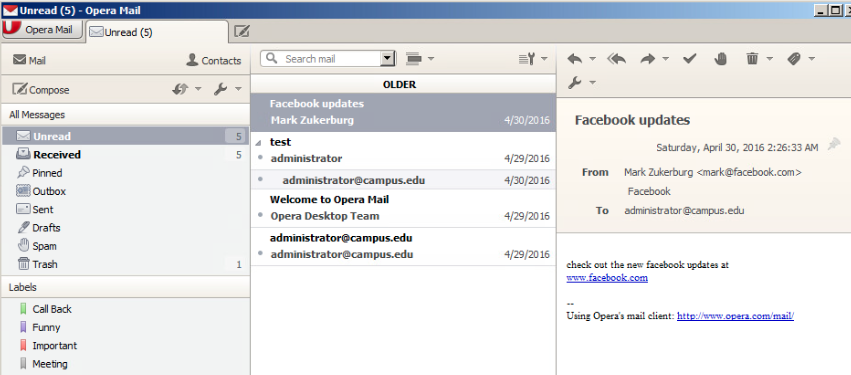 Unread (5) - Opera Mail
Opera Mail
Unread (5)
Mail
Contacts
Compose
All Messages
Unread 5
Received 5
Pinned
Outbox
Sent
Drafts
Spam
Trash 1
Labels
Call Back
Funny
Important
Meeting
Search mail
OLDER
Facebook updates
Mark Zukerburg 4/30/2016
test
administrator 4/29/2016
administrator@campus.edu 4/30/2016
Welcome to Opera Mail
Opera Desktop Team 4/29/2016
administrator@campus.edu
administrator@campus.edu 4/29/2016
Facebook updates
Saturday, April 30, 2016 2:26:33 AM
From Mark Zukerburg <mark@facebook.com>
Facebook
To administrator@campus.edu
check out the new facebook updates at
www.facebook.com
--
Using Opera's mail client: http://www.opera.com/mail/